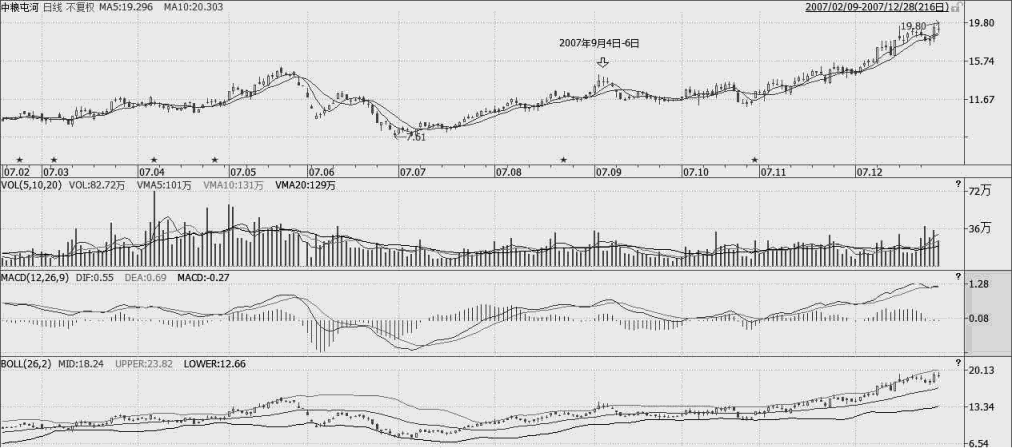 中粮屯河 日线 不复权 MA5:19.296 MA10:20.303
2007/02/09-2007/12/28(216日)
19.80
19.80
2007年9月4日-6日
15.74
11.67
7.61
07.02 07.03 07.04 07.05 07.06 07.07 07.08 07.09 07.10 07.11 07.12
VOL(5,10,20) VOL:82.72万 VMA5:101万 VMA10:131万 VMA20:129万 ?
72万
36万
MACD(12,26,9) DIF:0.55 DEA:0.69 MACD:-0.27 ?
1.28
0.08
BOLL(26,2) MID:18.24 UPPER:23.82 LOWER:12.66 ?
20.13
13.34
6.54